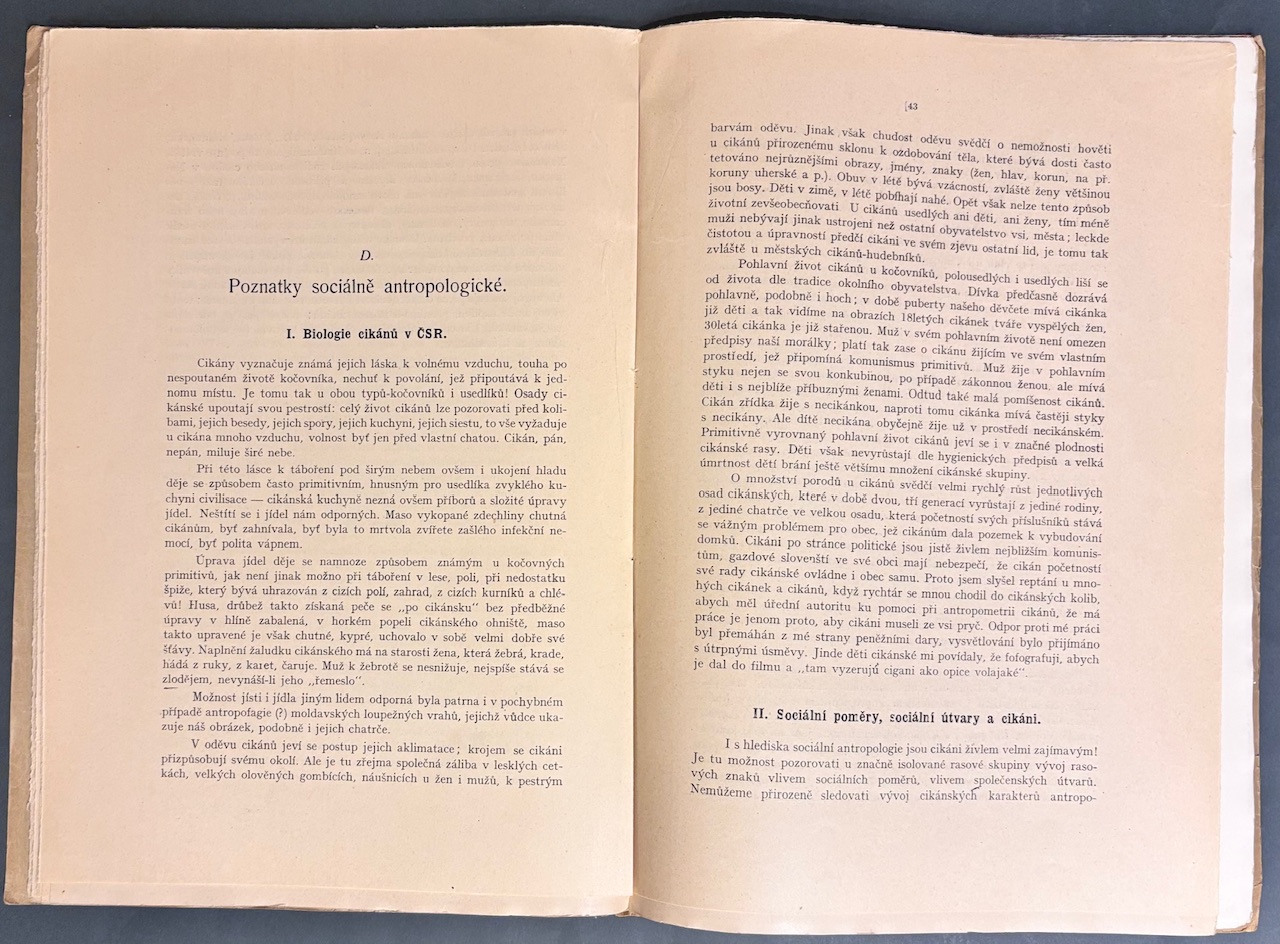 D.
Poznatky sociálně antropologické.
I. Biologie cikánů v ČSR.
Cikány vyznačuje známá jejich láska k volnému vzduchu, touha po
nespoutaném životě kočovníka, nechuť k povolání, jež připoutává k jed-
nomu místu. Je tomu tak u obou typů-kočovníků i usedlíků! Osady ci-
kánské upoutají svou pestrostí: celý život cikánů lze pozorovati před koli-
bami, jejich besedy, jejich spory, jejich kuchyni, jejich siestu, to vše vyžaduje
u cikána mnoho vzduchu, volnost byť jen před vlastní chatou. Cikán, pán,
nepán, miluje širé nebe.
Při této lásce k táboření pod širým nebem ovšem i ukojení hladu
děje se způsobem často primitivním, hnusným pro usedlíka zvyklého ku-
chyni civilisace — cikánská kuchyně nezná ovšem příborů a složité úpravy
jídel. Neštítí se i jídel nám odporných. Maso vykopané zdechliny chutná
cikánům, byť zahnívala, byť byla to mrtvola zvířete zašlého infekční ne-
mocí, byť polita vápnem.
Úprava jídel děje se namnoze způsobem známým u kočovných
primitivů, jak není jinak možno při táboření v lese, poli, při nedostatku
špiže, který bývá uhrazován z cizích polí, zahrad, z cizích kurníků a chlé-
vů! Husa, drůbež takto získaná peče se „po cikánsku" bez předběžné
úpravy v hlíně zabalená, v horkém popeli cikánského ohniště, maso
takto upravené je však chutné, kypré, uchovalo v sobě velmi dobře své
šťávy. Naplnění žaludku cikánského má na starosti žena, která žebrá, krade,
hádá z ruky, z karet, čaruje. Muž k žebrotě se nesnižuje, nejspíše stává se
zlodějem, nevynáší-li jeho „řemeslo".
Možnost jísti i jídla jiným lidem odporná byla patrna i v pochybném
případě antropofagie (?) moldavských loupežných vrahů, jejichž vůdce uka-
zuje náš obrázek, podobně i jejich chatrče.
V oděvu cikánů jeví se postup jejich aklimatace; krojem se cikáni
přizpůsobují svému okolí. Ale je tu zřejma společná záliba v lesklých cet-
kách, velkých olověných gombících, náušnicích u žen i mužů, k pestrým
[43
barvám oděvu. Jinak však chudost oděvu svědčí o nemožnosti hověti
u cikánů přirozenému sklonu k ozdobování těla, které bývá dosti často
tetováno nejrůznějšími obrazy, jmény, znaky (žen, hlav, korun, na př.
koruny uherské a p.). Obuv v létě bývá vzácností, zvláště ženy většinou
jsou bosy. Děti v zimě, v létě pobíhají nahé. Opět však nelze tento způsob
životní zevšeobecňovati U cikánů usedlých ani děti, ani ženy, tím méně
muži nebývají jinak ustrojeni než ostatní obyvatelstvo vsi, města; leckde
čistotou a úpravností předčí cikáni ve svém zjevu ostatní lid, je tomu tak
zvláště u městských cikánů-hudebníků.
Pohlavní život cikánů u kočovníků, polousedlých i usedlých liší se
od života dle tradice okolního obyvatelstva. Dívka předčasně dozrává
pohlavně, podobni i hoch; v době puberty našeho děvčete mívá cikánka
již děti a tak vidíme na obrazích 18letých cikánek tváře vyspělých žen,
30letá cikánka je již stařenou. Muž v svém pohlavním životě není omezen
předpisy naší morálky; platí tak zase o cikánu žijícím ve svém vlastním
prostředí, jež připomíná komunismus primitivů. Muž žije v pohlavním
styku nejen se svou konkubinou, po případě zákonnou ženou, ale mívá
děti i s nejblíže příbuznými ženami. Odtud také malá pomíšenost cikánů.
Cikán zřídka žije s necikánkou, naproti tomu cikánka mívá častěji styky
s necikány. Ale dítě necikána obyčejně žije už v prostředí necikánském.
Primitivně vyrovnaný pohlavní život cikánů jeví se i v značné plodnosti
cikánské rasy. Děti však nevyrůstají dle hygienických předpisů a velká
úmrtnost dětí brání ještě většímu množení cikánské skupiny.
O množství porodů u cikánů svědčí velmi rychlý růst jednotlivých
osad cikánských, které v době dvou, tří generací vyrůstají z jediné rodiny,
z jediné chatrče ve velkou osadu, která početností svých příslušníků stává
se vážným problémem pro obec, jež cikánům dala pozemek k vybudování
domků. Cikáni po stránce politické jsou jistě živlem nejbližším komunis-
tům, gazdové slovenští ve své obci mají nebezpečí, že cikán početností
své rady cikánské ovládne i obec samu. Proto jsem slyšel reptání u mno-
hých cikánek a cikánů, když rychtár se mnou chodil do cikánských kolib,
abych měl úřední autoritu ku pomoci při antropometrii cikánů, že má
práce je jenom proto, aby cikáni museli ze vsi pryč. Odpor proti mé práci
byl přemáhán z mé strany peněžními dary, vysvětlování bylo přijímáno
s útrpnými úsměvy. Jinde děti cikánské mi povídaly, že fofografuji, abych
je dal do filmu a „tam vyzerujú cigani ako opice volajaké".
II. Sociální poměry, sociální útvary a cikáni.
I s hlediska sociální antropologie jsou cikáni živlem velmi zajímavým!
Je tu možnost pozorovati u značně isolované rasové skupiny vývoj raso-
vých znaků vlivem sociálních poměrů, vlivem společenských útvarů.
Nemůžeme přirozeně sledovati vývoj cikánských karakterů antropo-